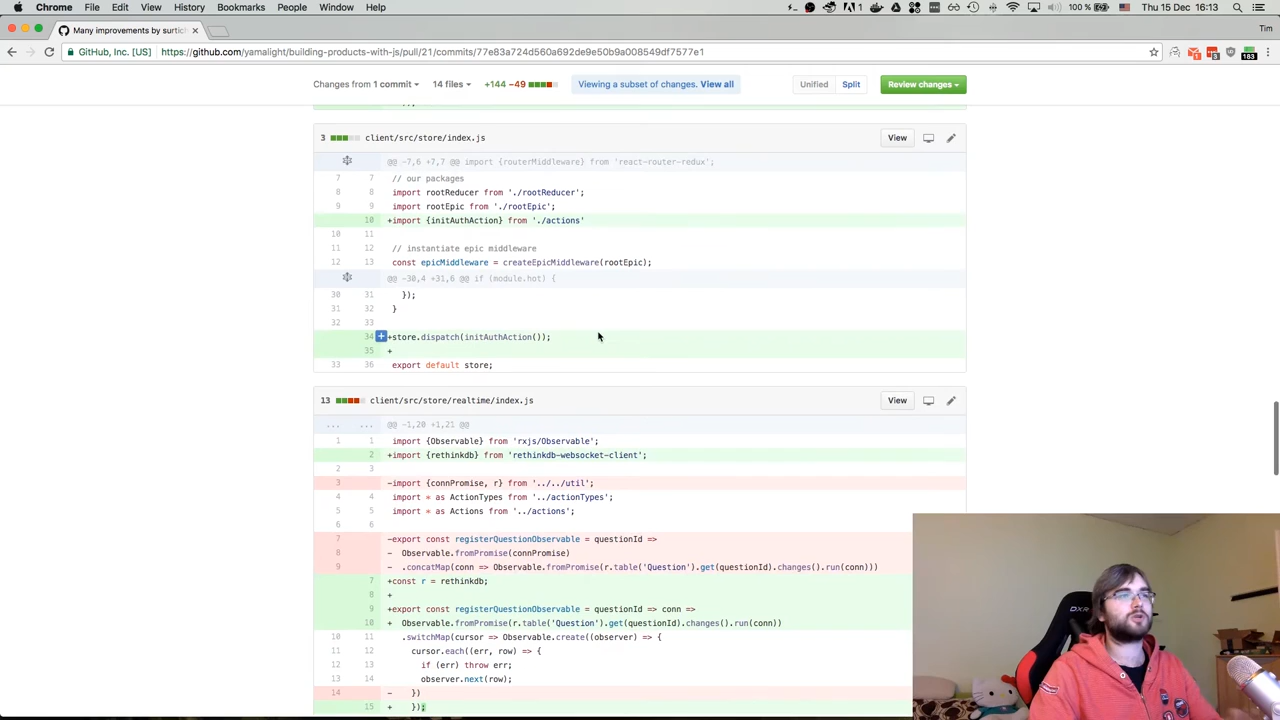 Chrome File Edit View History Bookmarks People Window Help 100 % Thu 15 Dec 16:13
Many improvements by surtich Tim
GitHub, Inc. [US] https://github.com/yamalight/building-products-with-js/pull/21/commits/77e83a724d560a692de9e50b9a008549df7577e1
Changes from 1 commit 14 files +144 −49 Viewing a subset of changes. View all Unified Split Review changes
3 client/src/store/index.js View
@@ -7,6 +7,7 @@ import {routerMiddleware} from 'react-router-redux';
7 7 // our packages
8 8 import rootReducer from './rootReducer';
9 9 import rootEpic from './rootEpic';
10 +import {initAuthAction} from './actions'
10 11
11 12 // instantiate epic middleware
12 13 const epicMiddleware = createEpicMiddleware(rootEpic);
@@ -30,4 +31,6 @@ if (module.hot) {
30 31 });
31 32 }
32 33
34 +store.dispatch(initAuthAction());
35 +
33 36 export default store;
13 client/src/store/realtime/index.js View
... ... @@ -1,20 +1,21 @@
1 1 import {Observable} from 'rxjs/Observable';
2 +import {rethinkdb} from 'rethinkdb-websocket-client';
2 3
3 -import {connPromise, r} from '../../util';
4 4 import * as ActionTypes from '../actionTypes';
5 5 import * as Actions from '../actions';
6 6
7 -export const registerQuestionObservable = questionId =>
8 - Observable.fromPromise(connPromise)
9 - .concatMap(conn => Observable.fromPromise(r.table('Question').get(questionId).changes().run(conn)))
7 +const r = rethinkdb;
8 +
9 +export const registerQuestionObservable = questionId => conn =>
10 + Observable.fromPromise(r.table('Question').get(questionId).changes().run(conn))
10 11 .switchMap(cursor => Observable.create((observer) => {
11 12 cursor.each((err, row) => {
12 13 if (err) throw err;
13 14 observer.next(row);
14 - })
15 + });
DXR